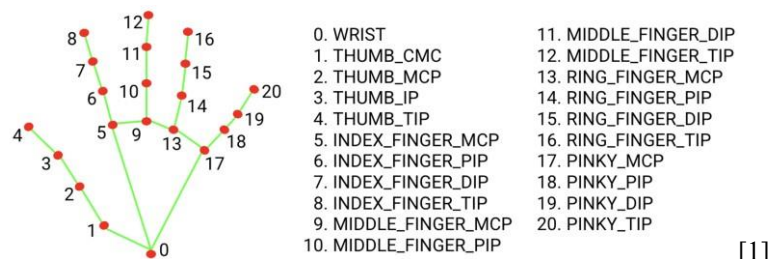 12
8
16
11
7
15
20
6
10
14
19
4
5
9
13
18
3
17
2
1
0
0. WRIST
1. THUMB_CMC
2. THUMB_MCP
3. THUMB_IP
4. THUMB_TIP
5. INDEX_FINGER_MCP
6. INDEX_FINGER_PIP
7. INDEX_FINGER_DIP
8. INDEX_FINGER_TIP
9. MIDDLE_FINGER_MCP
10. MIDDLE_FINGER_PIP
11. MIDDLE_FINGER_DIP
12. MIDDLE_FINGER_TIP
13. RING_FINGER_MCP
14. RING_FINGER_PIP
15. RING_FINGER_DIP
16. RING_FINGER_TIP
17. PINKY_MCP
18. PINKY_PIP
19. PINKY_DIP
20. PINKY_TIP
[1]